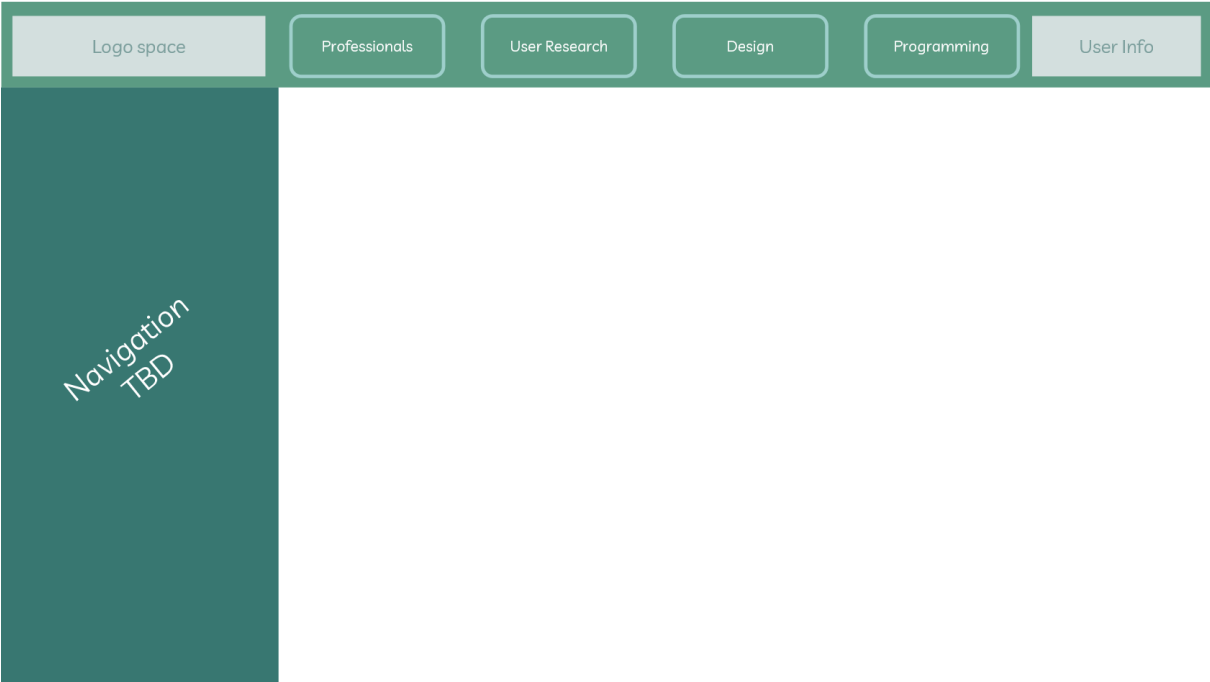 Logo space
Professionals
User Research
Design
Programming
User Info
Navigation
TBD